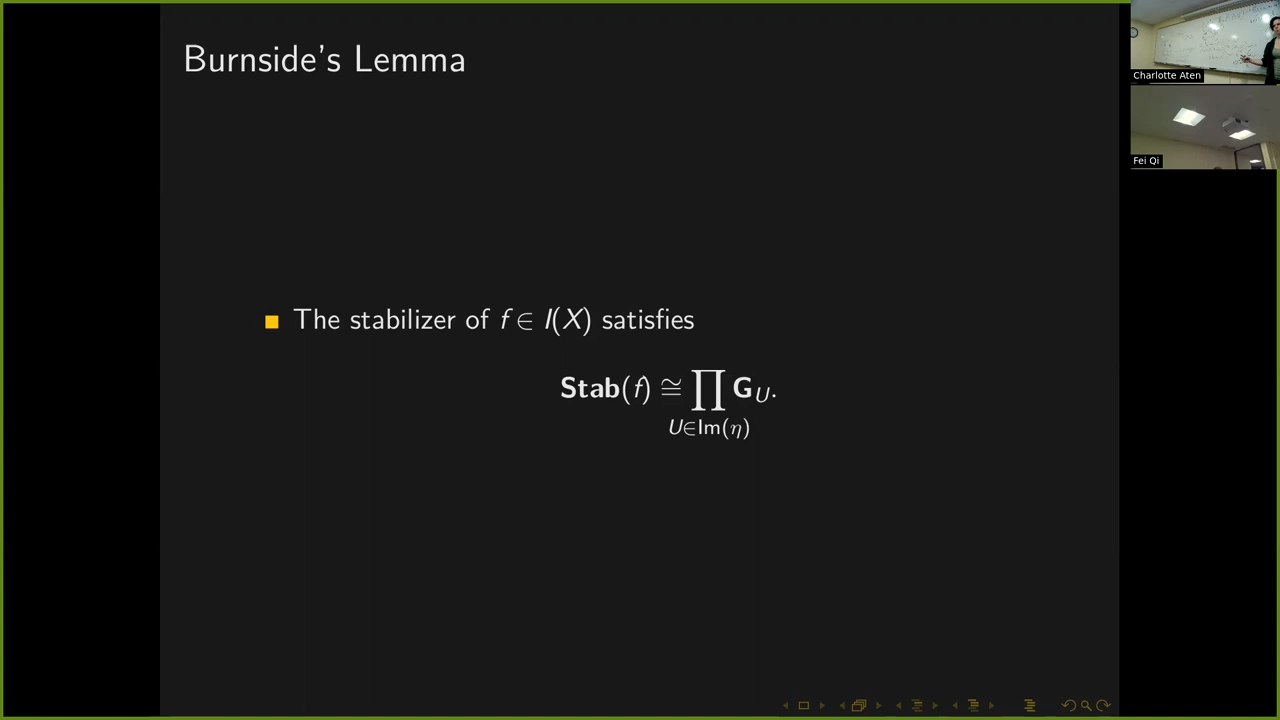 Burnside's Lemma
The stabilizer of f ∈ I(X) satisfies
Stab(f) ≅ ∏ G_U.
U∈Im(η)
Charlotte Aten
Fei Qi